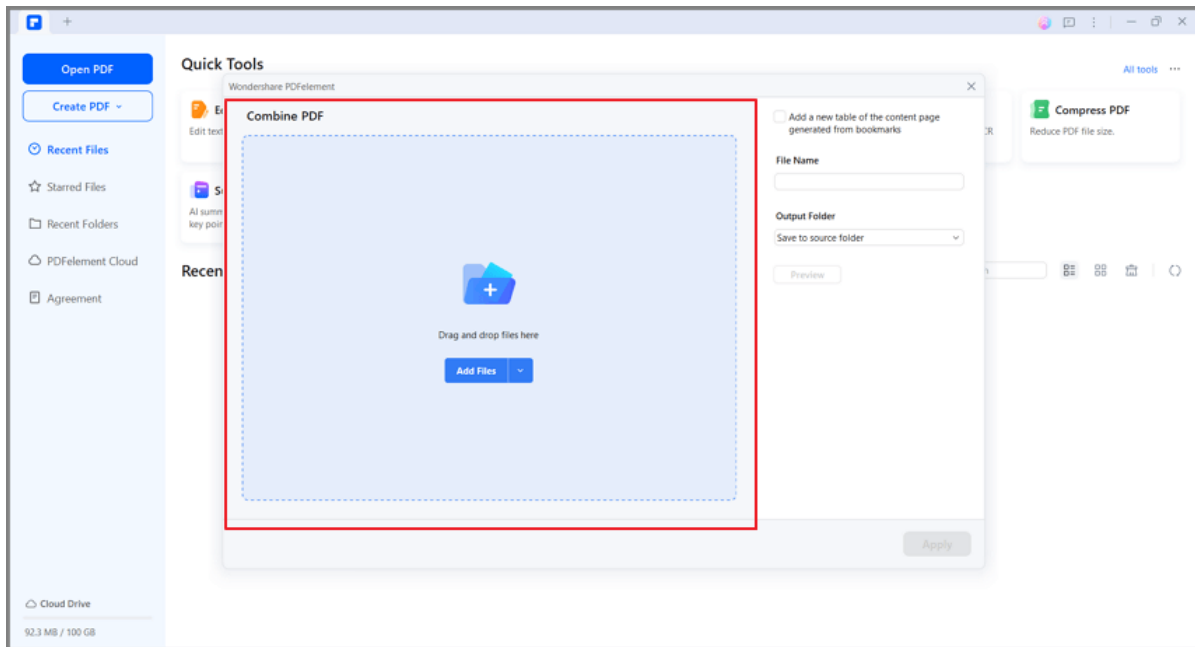 Open PDF
Create PDF
Recent Files
Starred Files
Recent Folders
PDFelement Cloud
Agreement
Cloud Drive
92.3 MB / 100 GB
Quick Tools
All tools
Edit text
Compress PDF
Reduce PDF file size.
AI summ
key poin
Recen
Wondershare PDFelement
Combine PDF
Drag and drop files here
Add Files
Add a new table of the content page
generated from bookmarks
File Name
Output Folder
Save to source folder
Preview
Apply